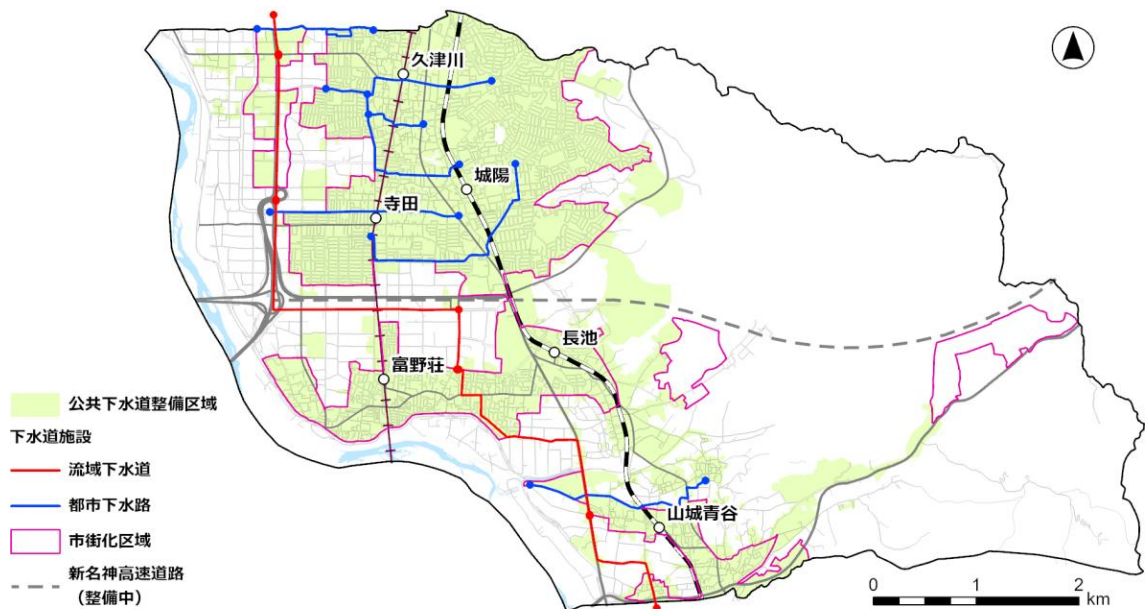 久津川
城陽
寺田
長池
富野荘
山城青谷
公共下水道整備区域
下水道施設
流域下水道
都市下水路
市街化区域
新名神高速道路
(整備中)
0 1 2
km